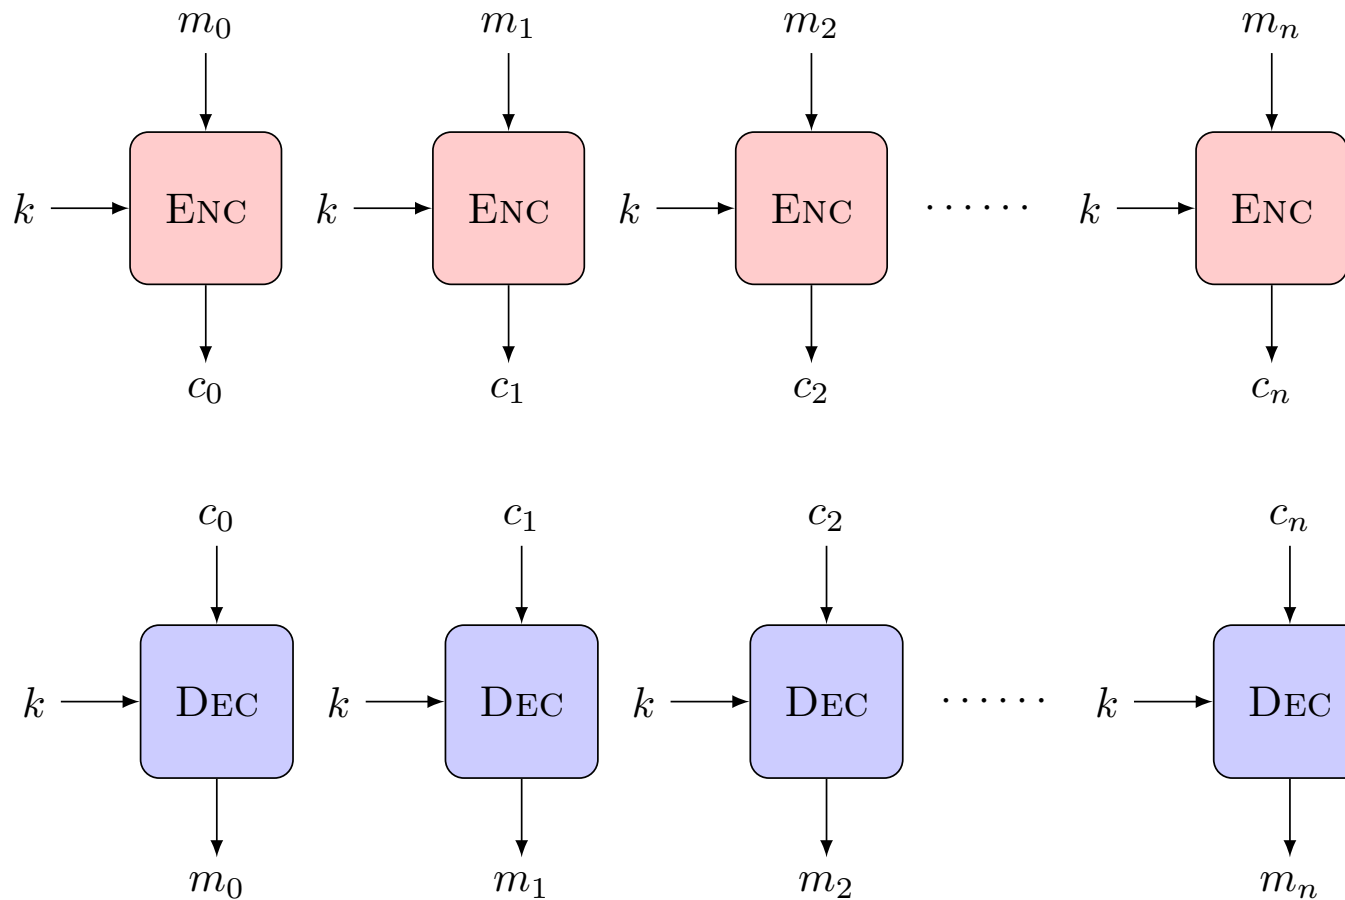 m₀ m₁ m₂ mₙ
k Enc k Enc k Enc ······ k Enc
c₀ c₁ c₂ cₙ
c₀ c₁ c₂ cₙ
k Dec k Dec k Dec ······ k Dec
m₀ m₁ m₂ mₙ